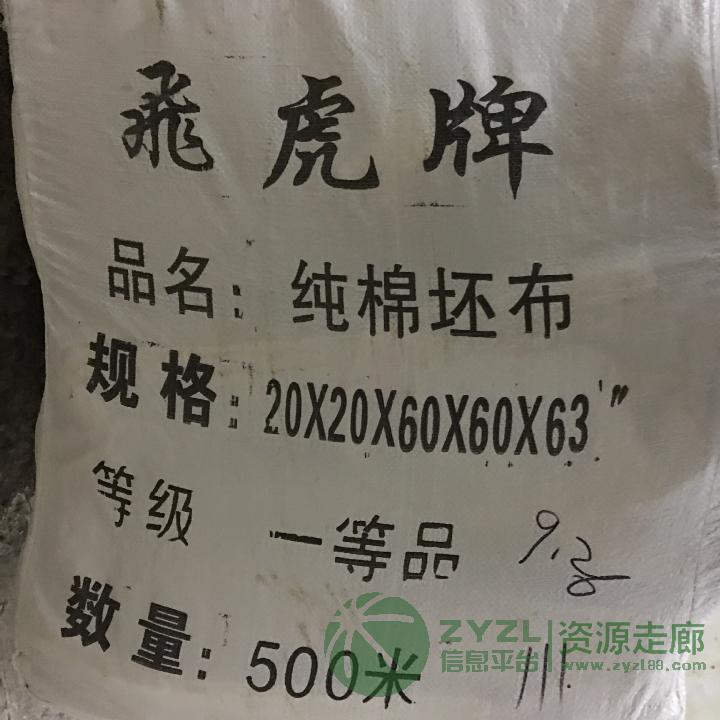 飛虎牌
品名：纯棉坯布
规格：20X20X60X60X63"
等级 一等品
数量：500米
ZYZL 资源走廊
信息平台 www.zyzl88.com